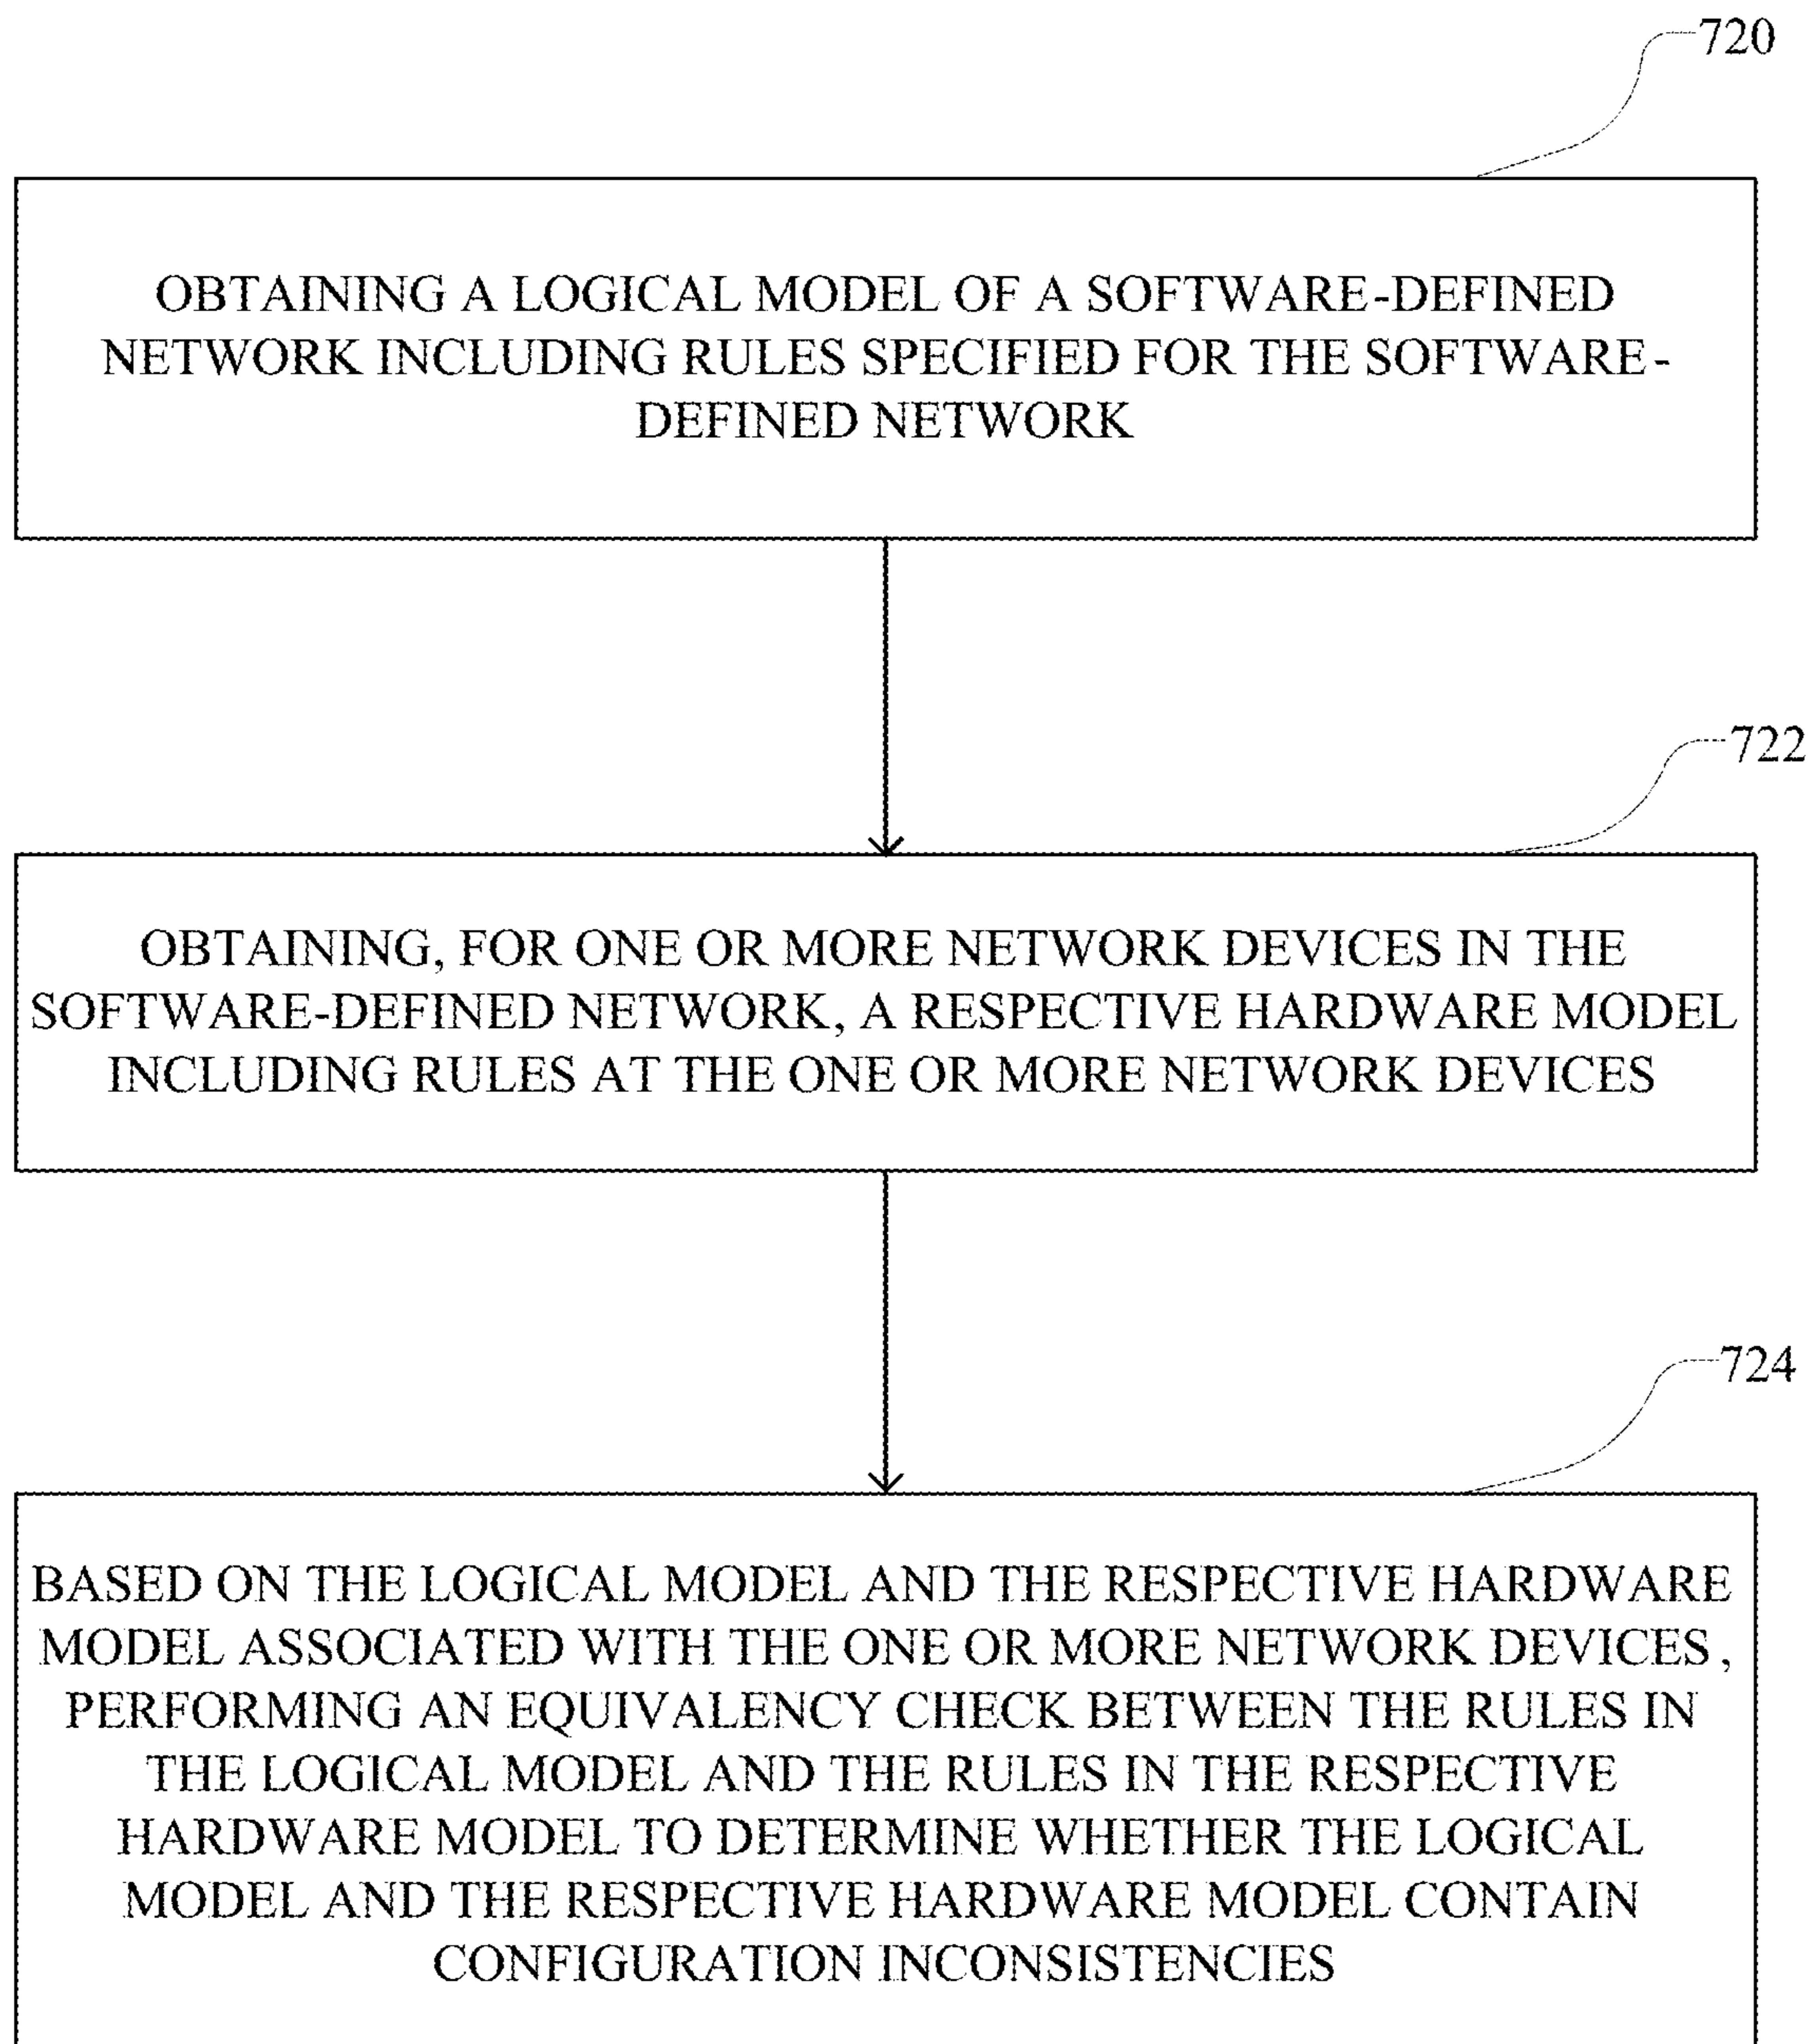 720
OBTAINING A LOGICAL MODEL OF A SOFTWARE-DEFINED
NETWORK INCLUDING RULES SPECIFIED FOR THE SOFTWARE-
DEFINED NETWORK
722
OBTAINING, FOR ONE OR MORE NETWORK DEVICES IN THE
SOFTWARE-DEFINED NETWORK, A RESPECTIVE HARDWARE MODEL
INCLUDING RULES AT THE ONE OR MORE NETWORK DEVICES
724
BASED ON THE LOGICAL MODEL AND THE RESPECTIVE HARDWARE
MODEL ASSOCIATED WITH THE ONE OR MORE NETWORK DEVICES,
PERFORMING AN EQUIVALENCY CHECK BETWEEN THE RULES IN
THE LOGICAL MODEL AND THE RULES IN THE RESPECTIVE
HARDWARE MODEL TO DETERMINE WHETHER THE LOGICAL
MODEL AND THE RESPECTIVE HARDWARE MODEL CONTAIN
CONFIGURATION INCONSISTENCIES